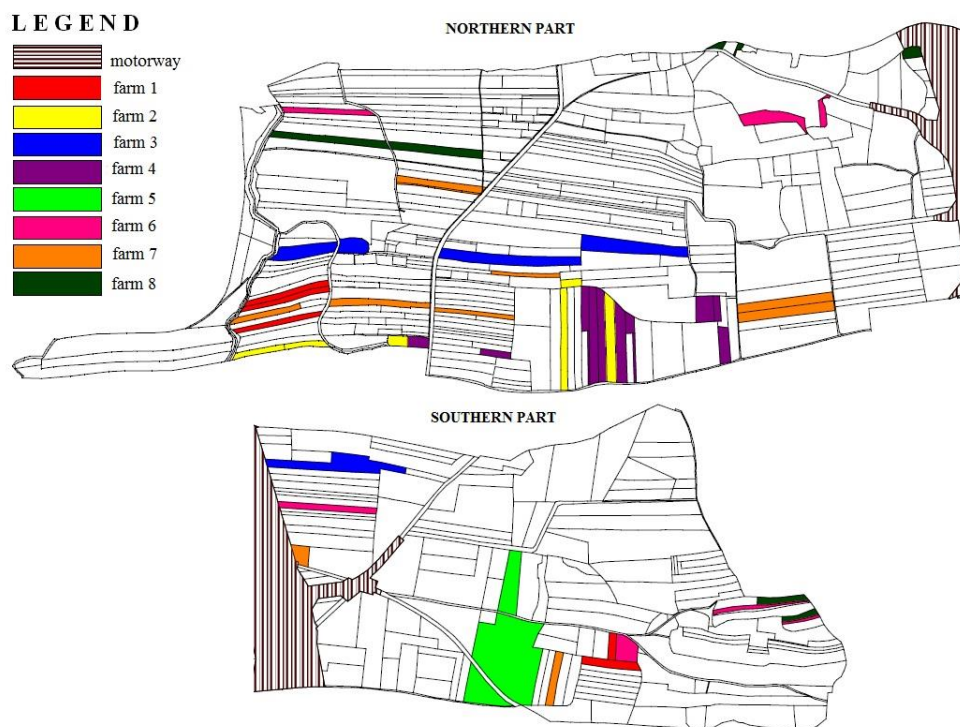 LEGEND
motorway
farm 1
farm 2
farm 3
farm 4
farm 5
farm 6
farm 7
farm 8
NORTHERN PART
SOUTHERN PART